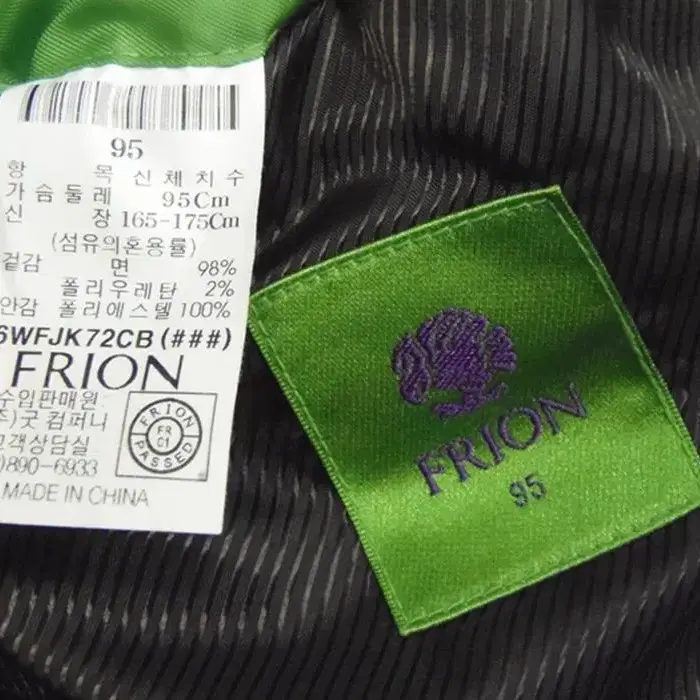 95
항 목 신체치수
가슴둘레 95Cm
신 장 165-175Cm
(섬유의혼용률)
겉감 면 98%
폴리우레탄 2%
안감 폴리에스텔 100%
6WFJK72CB (###)
FRION
수입판매원
주)굿 컴퍼니
고객상담실
)890-6933
MADE IN CHINA
FRION
FR
C1
PASSED
FRION
95